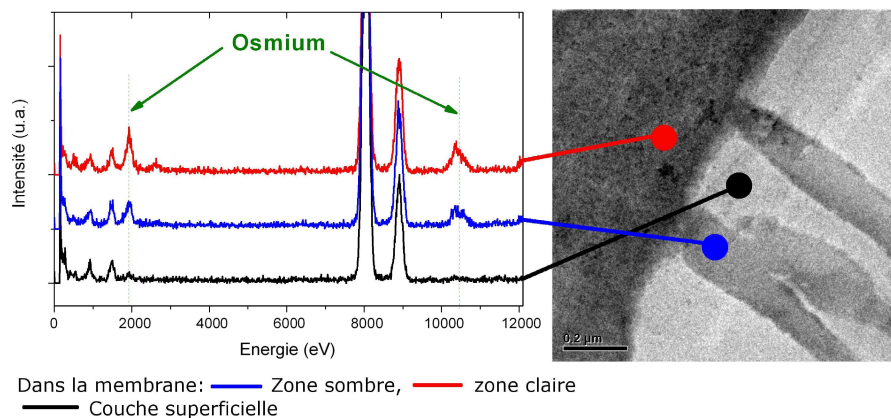 Osmium
Intensité (u.a.)
0 2000 4000 6000 8000 10000 12000
Energie (eV)
0.2 µm
Dans la membrane: Zone sombre, zone claire
Couche superficielle